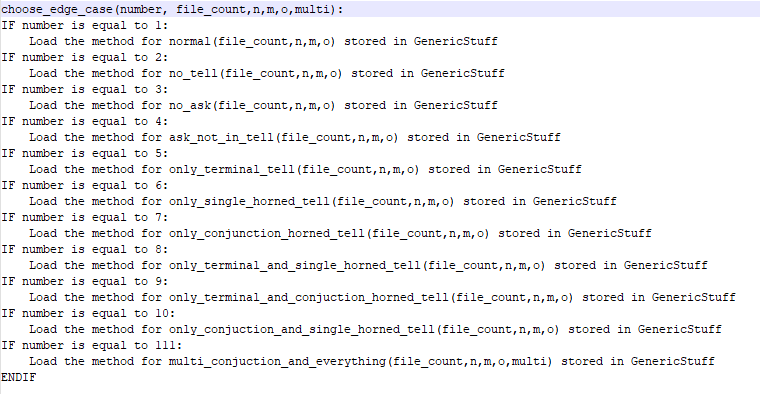 choose_edge_case(number, file_count,n,m,o,multi):
IF number is equal to 1:
    Load the method for normal(file_count,n,m,o) stored in GenericStuff
IF number is equal to 2:
    Load the method for no_tell(file_count,n,m,o) stored in GenericStuff
IF number is equal to 3:
    Load the method for no_ask(file_count,n,m,o) stored in GenericStuff
IF number is equal to 4:
    Load the method for ask_not_in_tell(file_count,n,m,o) stored in GenericStuff
IF number is equal to 5:
    Load the method for only_terminal_tell(file_count,n,m,o) stored in GenericStuff
IF number is equal to 6:
    Load the method for only_single_horned_tell(file_count,n,m,o) stored in GenericStuff
IF number is equal to 7:
    Load the method for only_conjunction_horned_tell(file_count,n,m,o) stored in GenericStuff
IF number is equal to 8:
    Load the method for only_terminal_and_single_horned_tell(file_count,n,m,o) stored in GenericStuff
IF number is equal to 9:
    Load the method for only_terminal_and_conjuction_horned_tell(file_count,n,m,o) stored in GenericStuff
IF number is equal to 10:
    Load the method for only_conjuction_and_single_horned_tell(file_count,n,m,o) stored in GenericStuff
IF number is equal to 111:
    Load the method for multi_conjuction_and_everything(file_count,n,m,o,multi) stored in GenericStuff
ENDIF